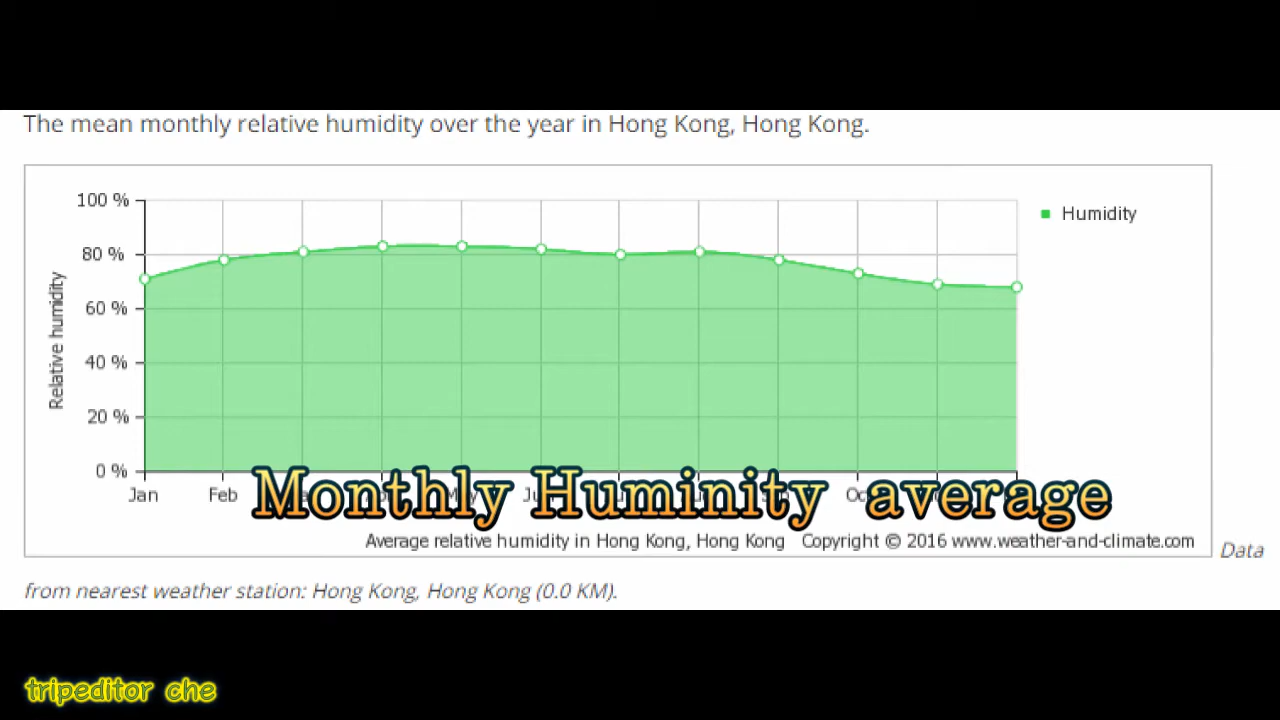 The mean monthly relative humidity over the year in Hong Kong, Hong Kong.
100 %
Humidity
80 %
60 %
40 %
20 %
0 %
Relative humidity
Jan Feb
Monthly Huminity average
Average relative humidity in Hong Kong, Hong Kong Copyright © 2016 www.weather-and-climate.com
Data
from nearest weather station: Hong Kong, Hong Kong (0.0 KM).
tripeditor che